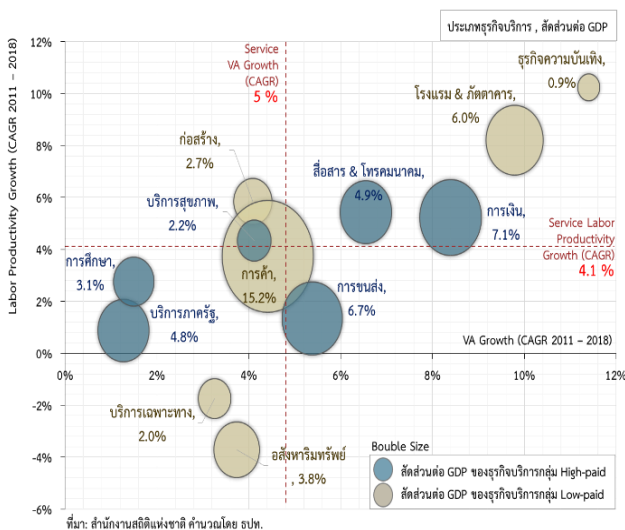 ประเภทธุรกิจบริการ , สัดส่วนต่อ GDP
Labor Productivity Growth (CAGR 2011 – 2018)
12%
10%
8%
6%
4%
2%
0%
-2%
-4%
-6%
Service
VA Growth
(CAGR)
5 %
ธุรกิจความบันเทิง,
0.9%
โรงแรม & ภัตตาคาร,
6.0%
ก่อสร้าง,
2.7%
สื่อสาร & โทรคมนาคม,
4.9%
บริการสุขภาพ,
2.2%
การเงิน,
7.1%
Service Labor
Productivity
Growth (CAGR)
4.1 %
การศึกษา,
3.1%
การค้า,
15.2%
การขนส่ง,
6.7%
บริการภาครัฐ,
4.8%
VA Growth (CAGR 2011 – 2018)
0%
2%
4%
6%
8%
10%
12%
บริการเฉพาะทาง,
2.0%
อสังหาริมทรัพย์
, 3.8%
Bouble Size
สัดส่วนต่อ GDP ของธุรกิจบริการกลุ่ม High-paid
สัดส่วนต่อ GDP ของธุรกิจบริการกลุ่ม Low-paid
ที่มา: สำนักงานสถิติแห่งชาติ คำนวณโดย ธปท.